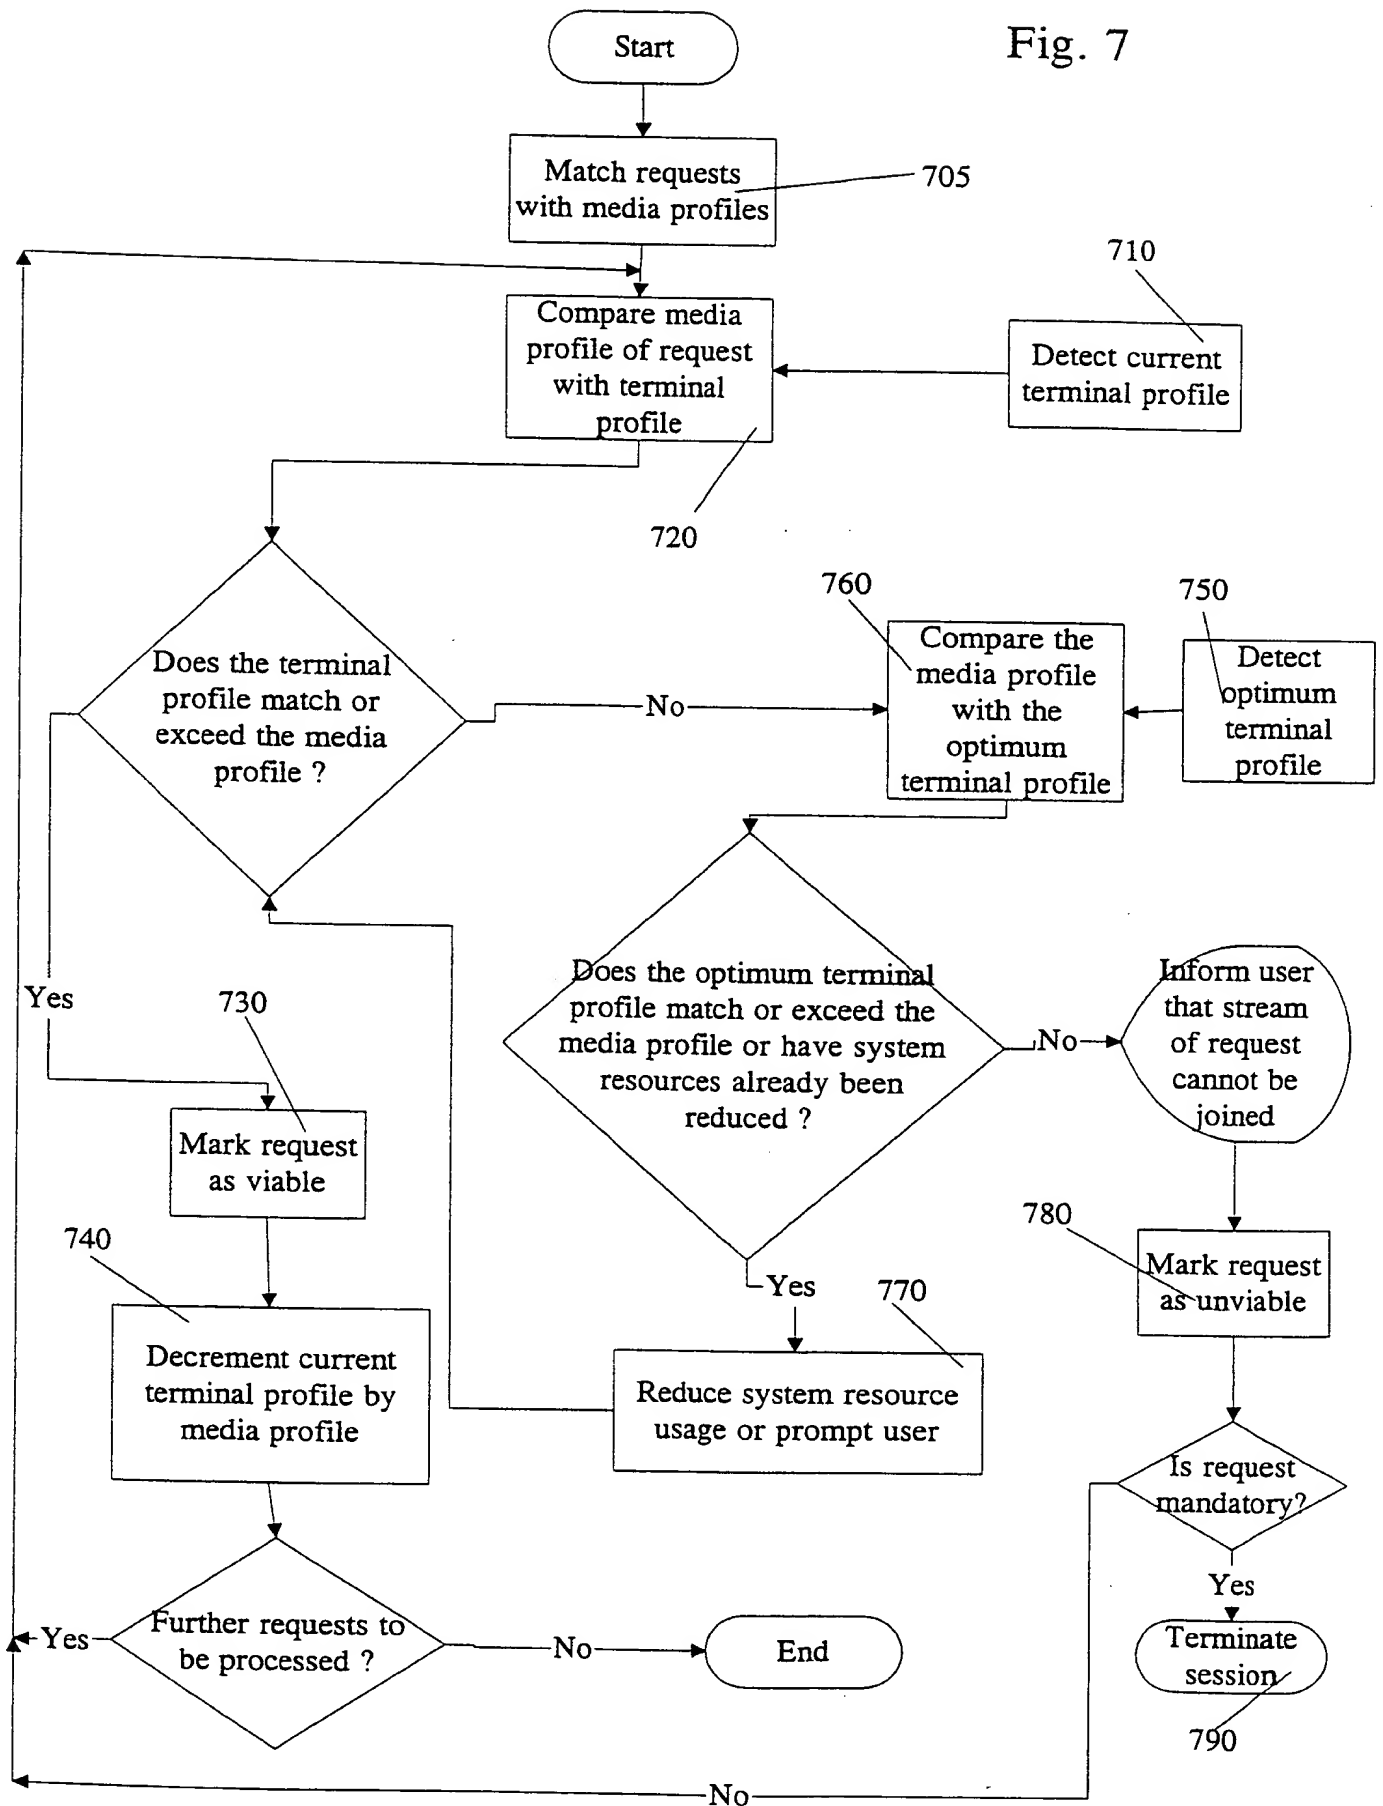 Start
Fig. 7
Match requests
with media profiles
705
710
Compare media
profile of request
with terminal
profile
Detect current
terminal profile
720
760
750
Does the terminal
profile match or
exceed the media
profile ?
No
Compare the
media profile
with the
optimum
terminal profile
Detect
optimum
terminal
profile
Yes
730
Does the optimum terminal
profile match or exceed the
media profile or have system
resources already been
reduced ?
No
Inform user
that stream
of request
cannot be
joined
Mark request
as viable
740
780
Yes
770
Mark request
as unviable
Decrement current
terminal profile by
media profile
Reduce system resource
usage or prompt user
Is request
mandatory?
Yes
Yes
Further requests to
be processed ?
No
End
Terminate
session
790
No